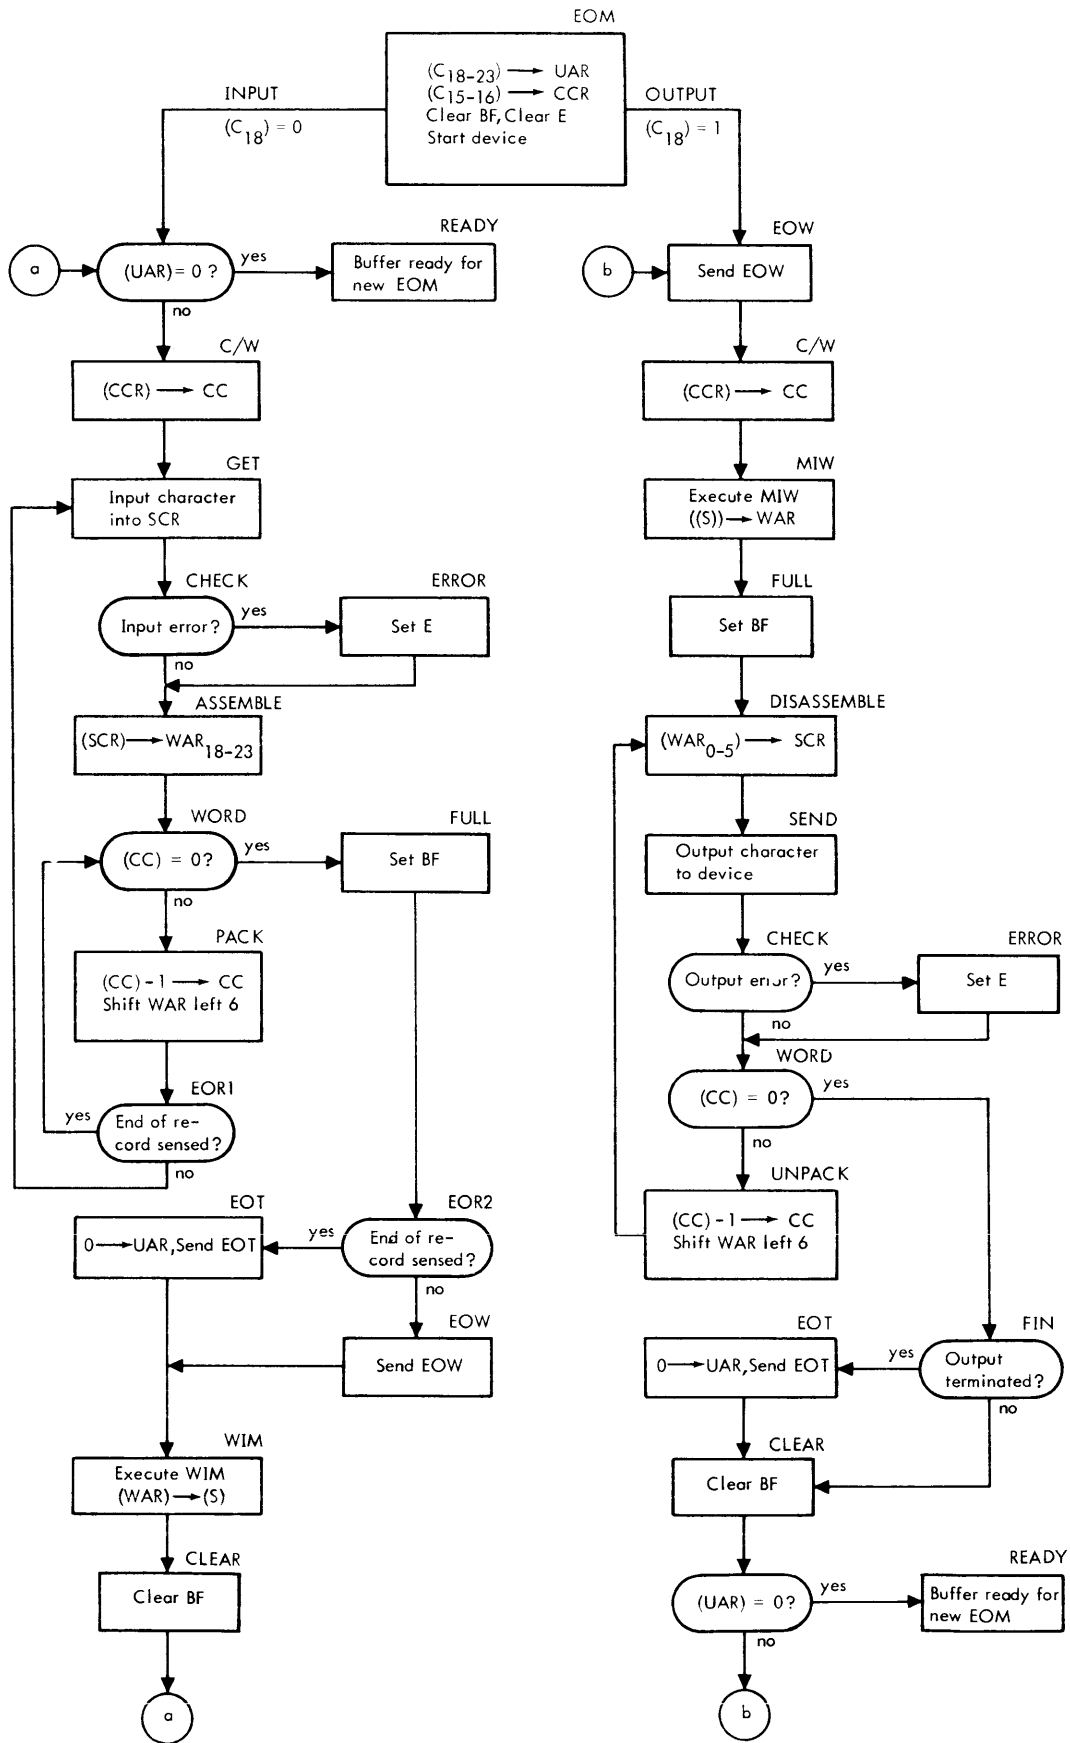 EOM
(C18-23) → UAR
(C15-16) → CCR
Clear BF, Clear E
Start device
INPUT
(C18) = 0
OUTPUT
(C18) = 1
a
(UAR) = 0 ?
yes
no
READY
Buffer ready for
new EOM
C/W
(CCR) → CC
GET
Input character
into SCR
CHECK
Input error?
yes
no
ERROR
Set E
ASSEMBLE
(SCR) → WAR18-23
WORD
(CC) = 0?
yes
no
FULL
Set BF
PACK
(CC) - 1 → CC
Shift WAR left 6
EOR1
End of re-
cord sensed?
yes
no
EOR2
End of re-
cord sensed?
yes
no
EOT
0 → UAR, Send EOT
EOW
Send EOW
WIM
Execute WIM
(WAR) → (S)
CLEAR
Clear BF
a
b
EOW
Send EOW
C/W
(CCR) → CC
MIW
Execute MIW
((S)) → WAR
FULL
Set BF
DISASSEMBLE
(WAR0-5) → SCR
SEND
Output character
to device
CHECK
Output error?
yes
no
ERROR
Set E
WORD
(CC) = 0?
yes
no
UNPACK
(CC) - 1 → CC
Shift WAR left 6
FIN
Output
terminated?
yes
no
EOT
0 → UAR, Send EOT
CLEAR
Clear BF
(UAR) = 0?
yes
no
READY
Buffer ready for
new EOM
b